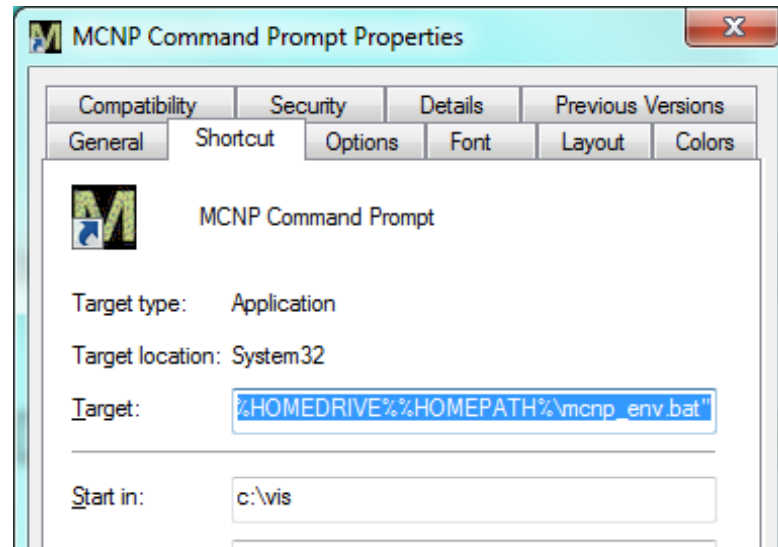 MCNP Command Prompt Properties
Compatibility Security Details Previous Versions
General Shortcut Options Font Layout Colors
MCNP Command Prompt
Target type: Application
Target location: System32
Target: %HOMEDRIVE%%HOMEPATH%\mcnp_env.bat"
Start in: c:\vis